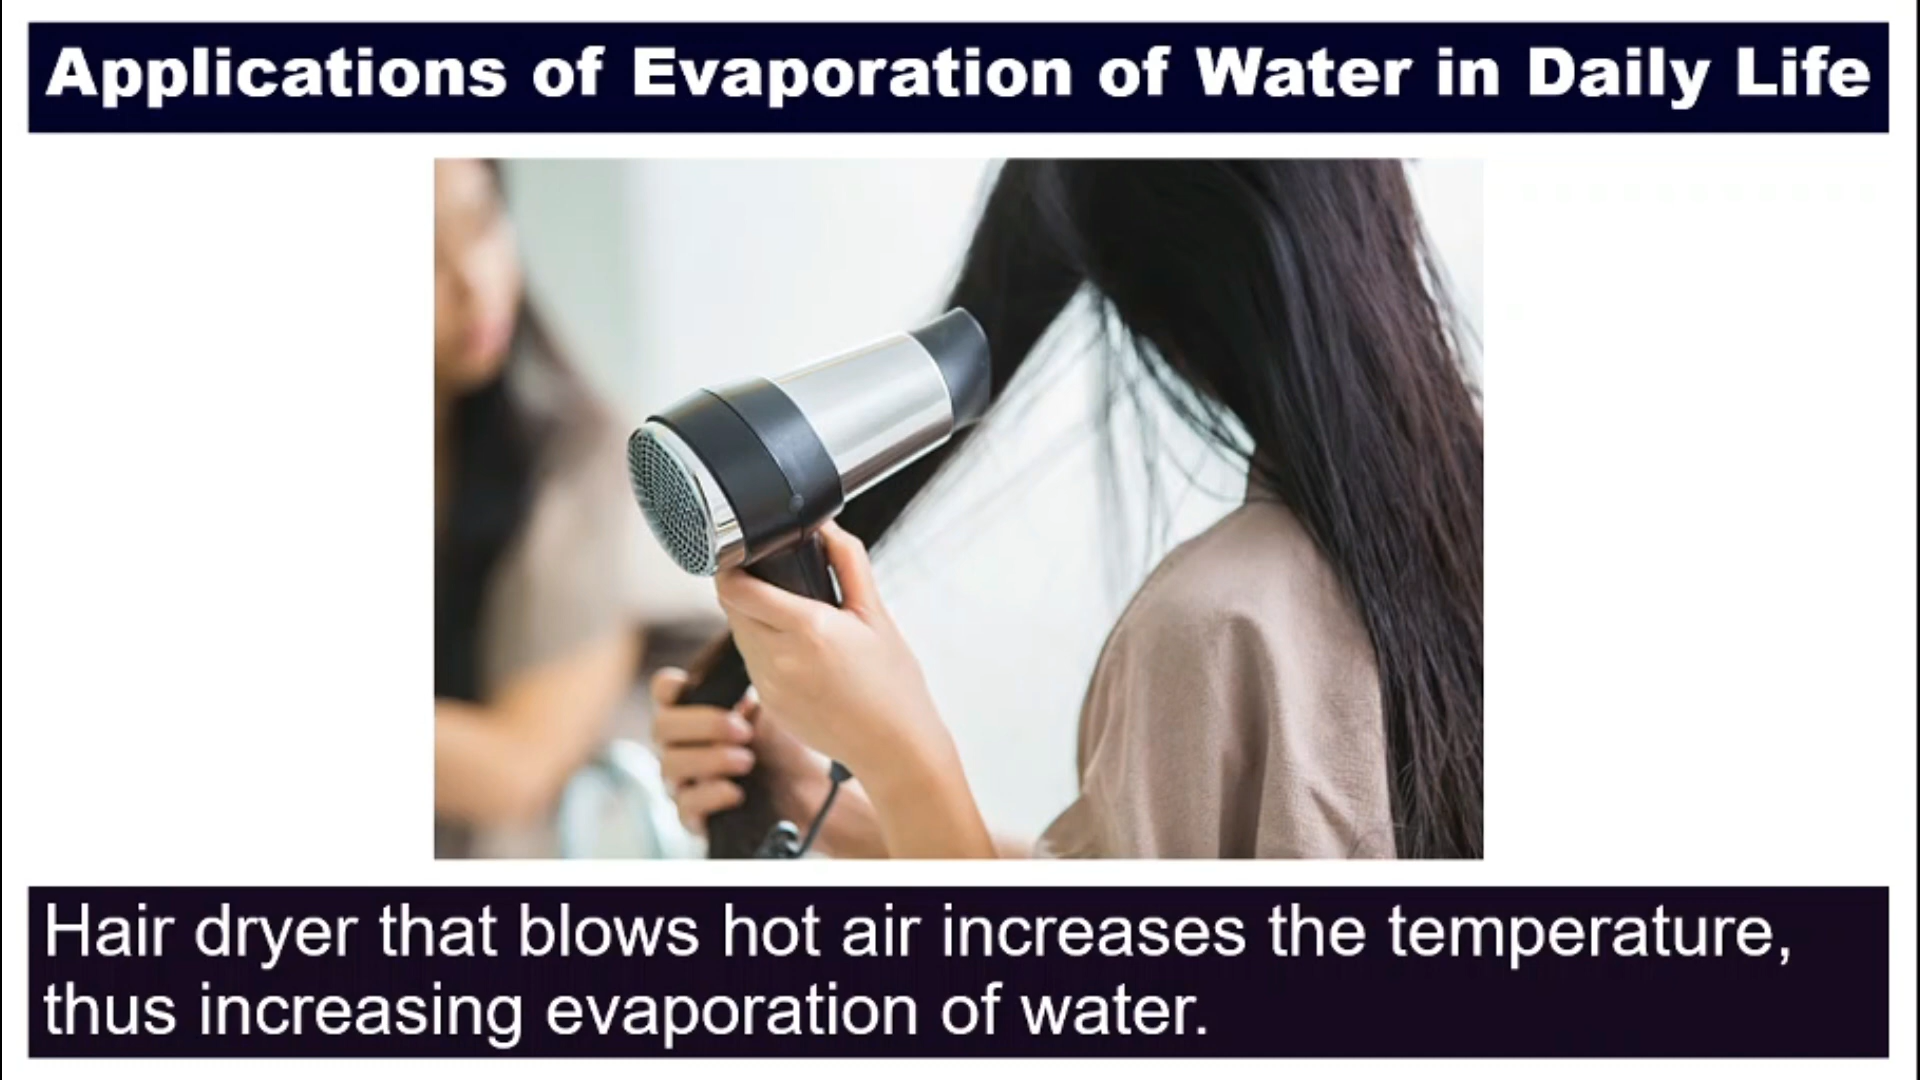 Applications of Evaporation of Water in Daily Life
Hair dryer that blows hot air increases the temperature,
thus increasing evaporation of water.